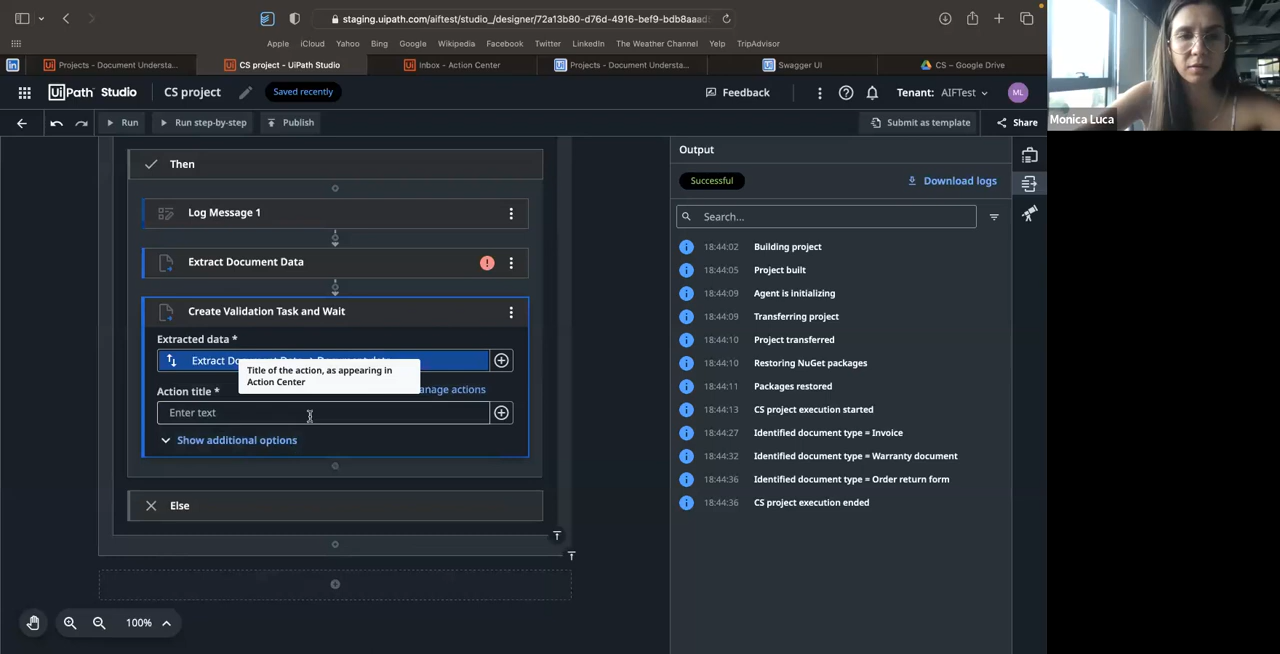 staging.uipath.com/aiftest/studio_/designer/72a13b80-d76d-4916-bef9-bdb8aaad
Apple iCloud Yahoo Bing Google Wikipedia Facebook Twitter LinkedIn The Weather Channel Yelp TripAdvisor
Projects - Document Understa... CS project - UiPath Studio Inbox - Action Center Projects - Document Understa... Swagger UI CS – Google Drive
Ui Path Studio CS project Saved recently Feedback Tenant: AIFTest ML
Monica Luca
Run Run step-by-step Publish Submit as template Share
Then
Log Message 1
Extract Document Data
Create Validation Task and Wait
Extracted data *
Extract Do
Title of the action, as appearing in
Action Center
Action title * anage actions
Enter text
Show additional options
Else
100%
Output
Successful Download logs
Search...
18:44:02 Building project
18:44:05 Project built
18:44:09 Agent is initializing
18:44:09 Transferring project
18:44:10 Project transferred
18:44:10 Restoring NuGet packages
18:44:11 Packages restored
18:44:13 CS project execution started
18:44:27 Identified document type = Invoice
18:44:32 Identified document type = Warranty document
18:44:36 Identified document type = Order return form
18:44:36 CS project execution ended